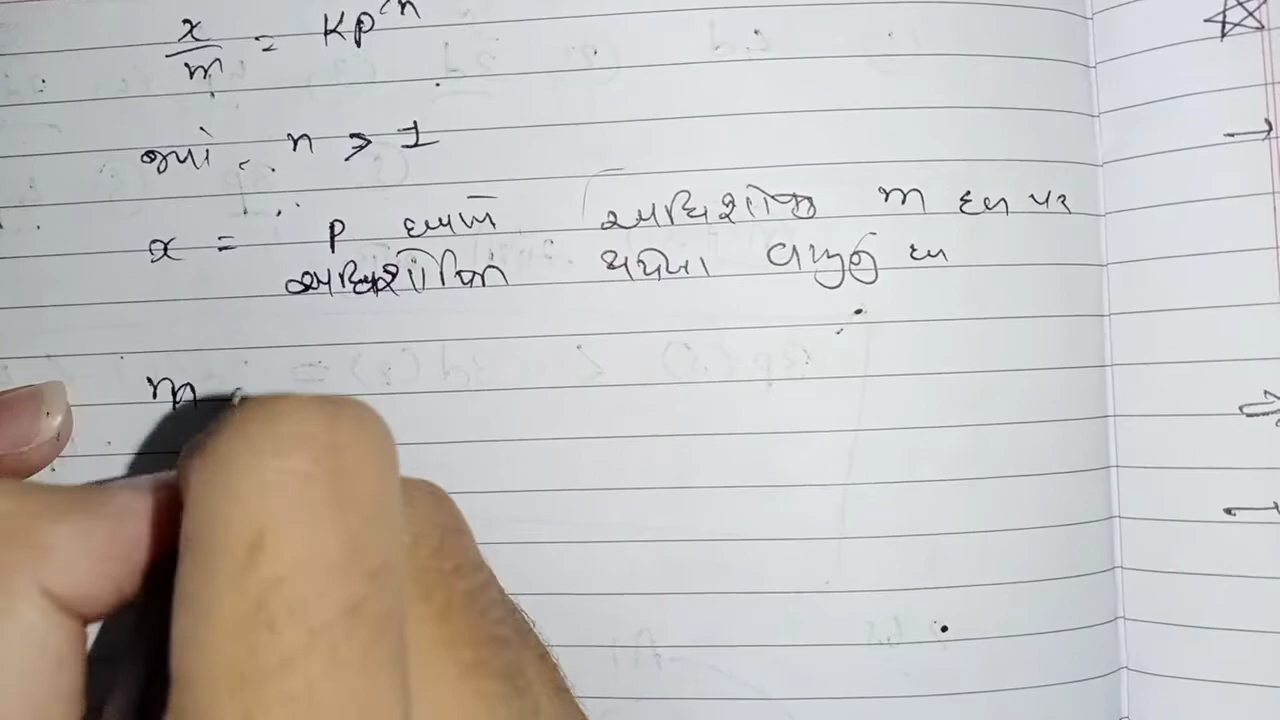 x/m = KP^(1/n)
જ્યાં, n > 1
x = P દબાણે અધિશોષક m દળ પર
અધિશોષિત થયેલા વાયુનું દળ
m